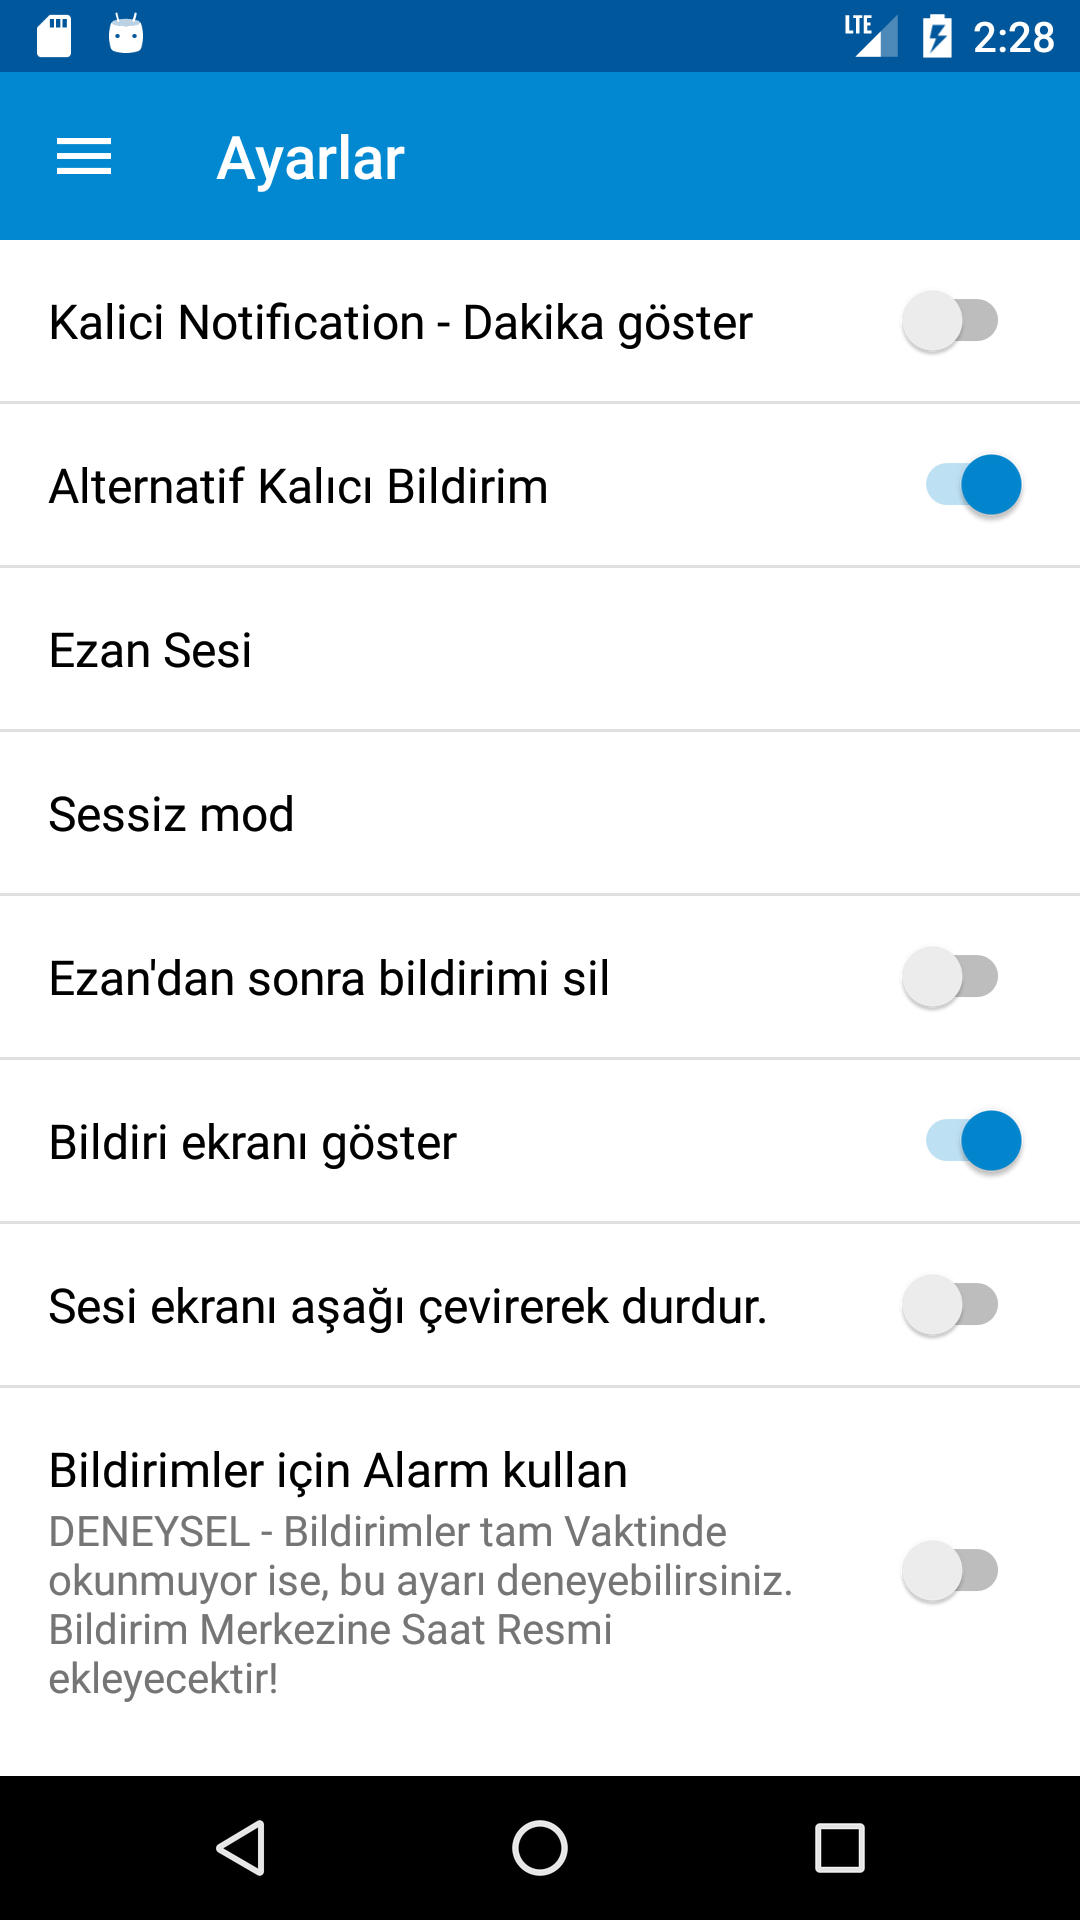 LTE 2:28
Ayarlar
Kalici Notification - Dakika göster
Alternatif Kalıcı Bildirim
Ezan Sesi
Sessiz mod
Ezan'dan sonra bildirimi sil
Bildiri ekranı göster
Sesi ekranı aşağı çevirerek durdur.
Bildirimler için Alarm kullan
DENEYSEL - Bildirimler tam Vaktinde
okunmuyor ise, bu ayarı deneyebilirsiniz.
Bildirim Merkezine Saat Resmi
ekleyecektir!